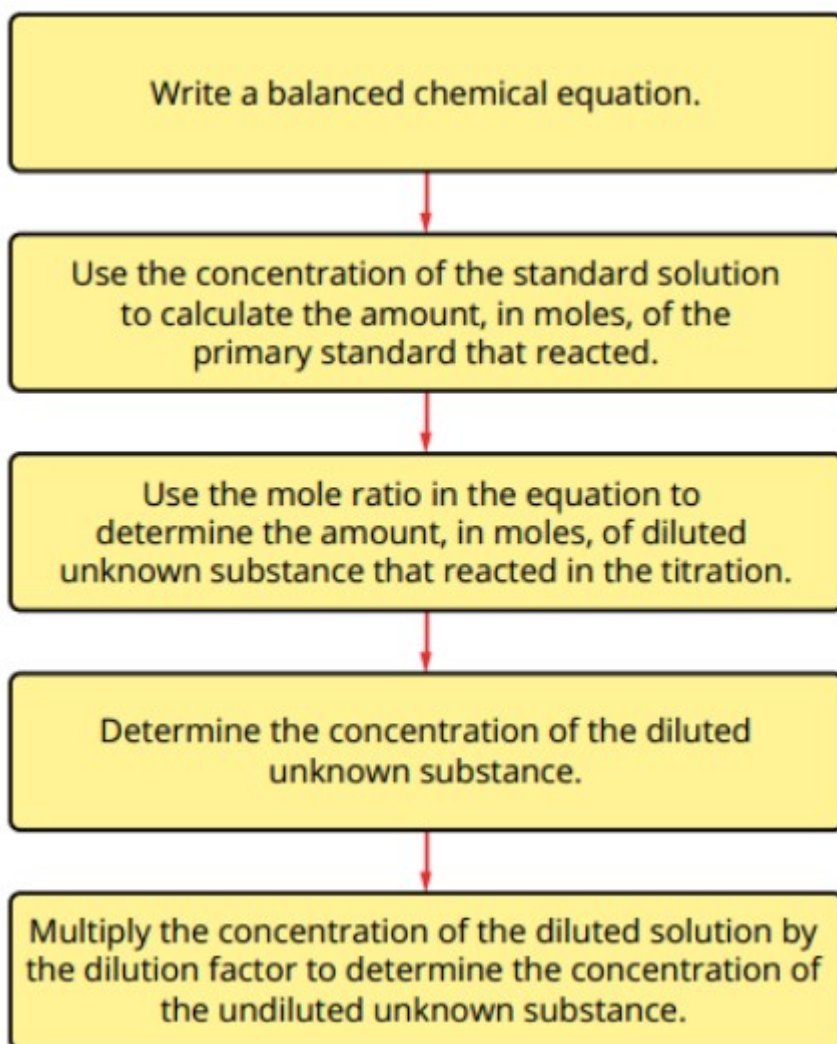 Write a balanced chemical equation.
Use the concentration of the standard solution
to calculate the amount, in moles, of the
primary standard that reacted.
Use the mole ratio in the equation to
determine the amount, in moles, of diluted
unknown substance that reacted in the titration.
Determine the concentration of the diluted
unknown substance.
Multiply the concentration of the diluted solution by
the dilution factor to determine the concentration of
the undiluted unknown substance.